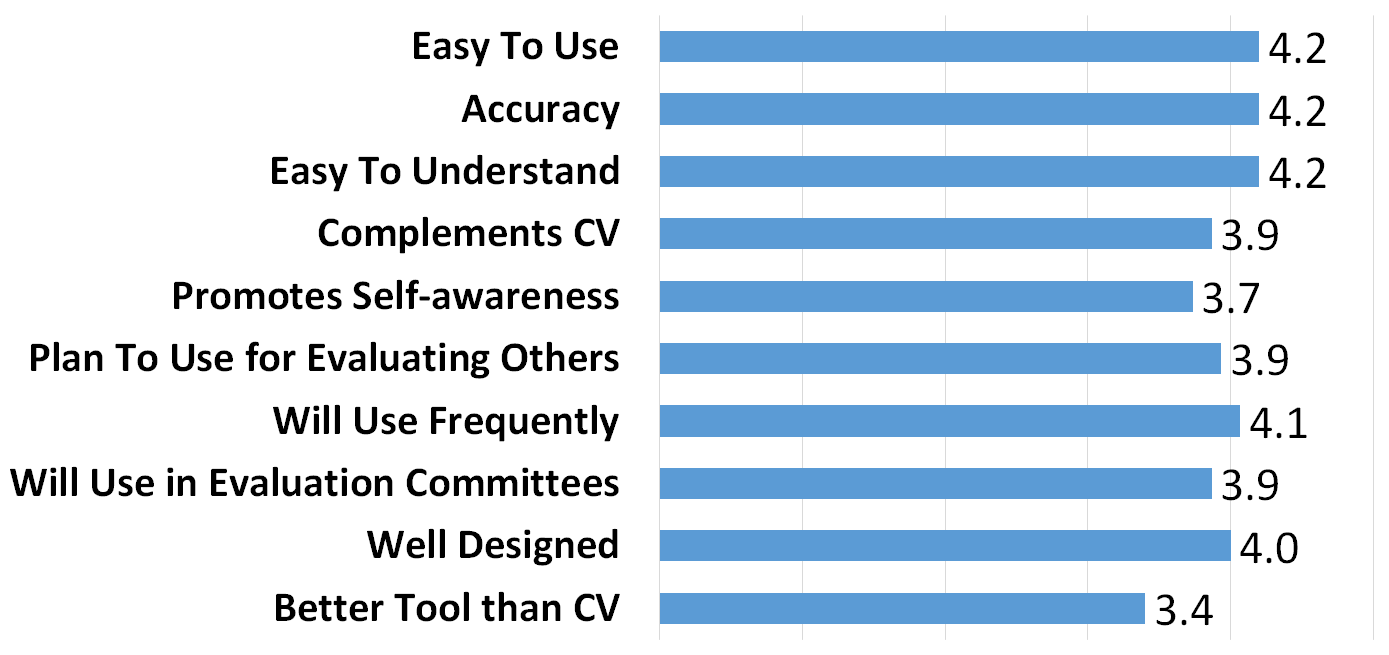 Easy To Use 4.2
Accuracy 4.2
Easy To Understand 4.2
Complements CV 3.9
Promotes Self-awareness 3.7
Plan To Use for Evaluating Others 3.9
Will Use Frequently 4.1
Will Use in Evaluation Committees 3.9
Well Designed 4.0
Better Tool than CV 3.4